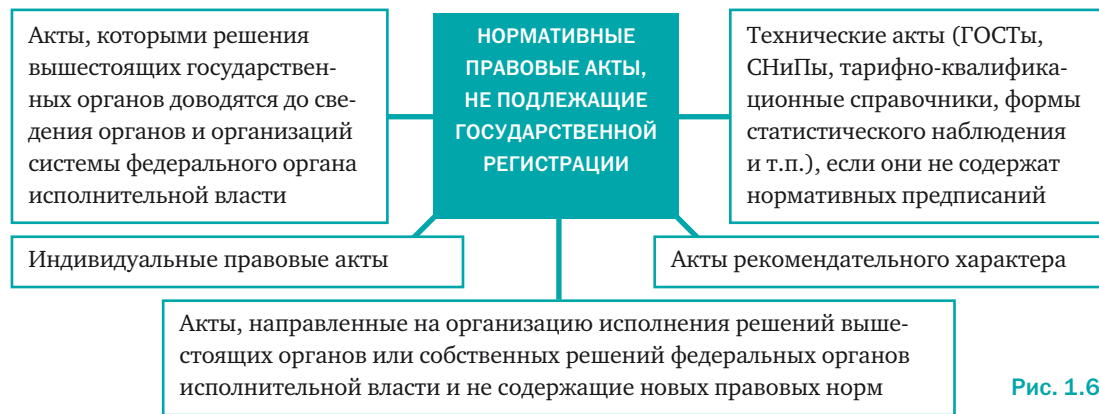 Акты, которыми решения
вышестоящих государствен-
ных органов доводятся до све-
дения органов и организаций
системы федерального органа
исполнительной власти
НОРМАТИВНЫЕ
ПРАВОВЫЕ АКТЫ,
НЕ ПОДЛЕЖАЩИЕ
ГОСУДАРСТВЕННОЙ
РЕГИСТРАЦИИ
Технические акты (ГОСТы,
СНиПы, тарифно-квалифика-
ционные справочники, формы
статистического наблюдения
и т.п.), если они не содержат
нормативных предписаний
Индивидуальные правовые акты
Акты рекомендательного характера
Акты, направленные на организацию исполнения решений выше-
стоящих органов или собственных решений федеральных органов
исполнительной власти и не содержащие новых правовых норм
Рис. 1.6